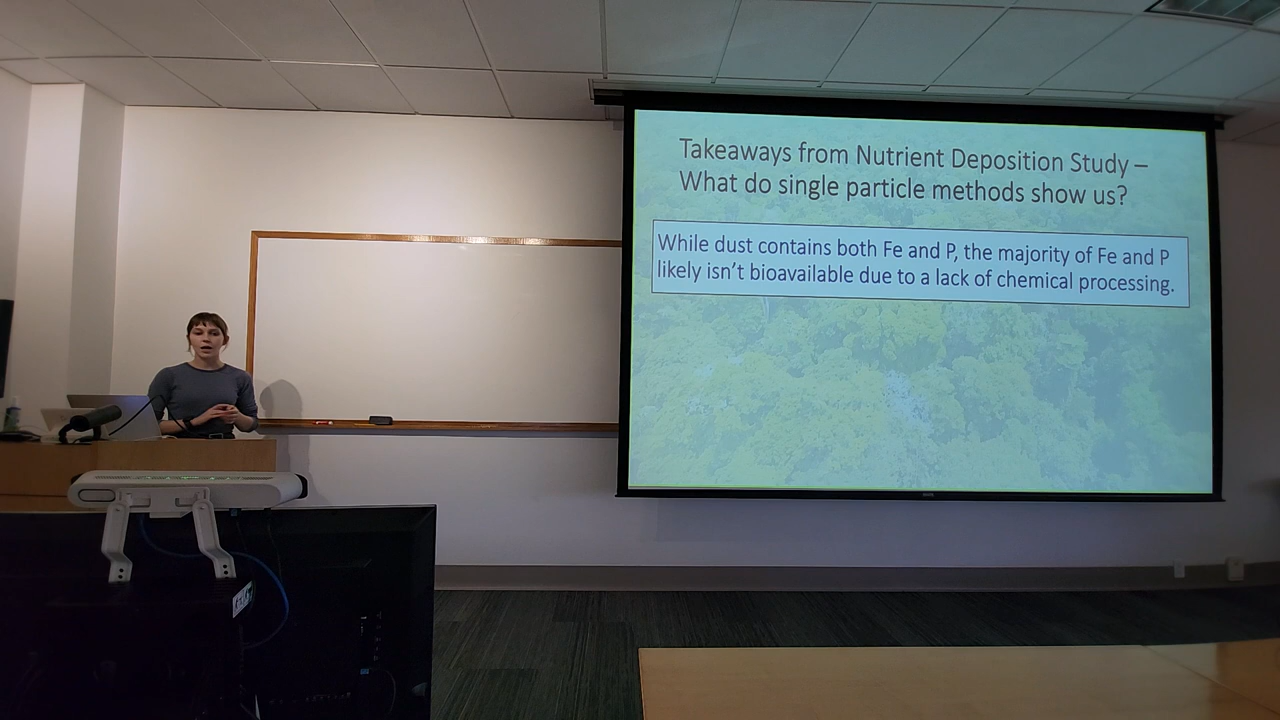 Takeaways from Nutrient Deposition Study –
What do single particle methods show us?
While dust contains both Fe and P, the majority of Fe and P
likely isn't bioavailable due to a lack of chemical processing.